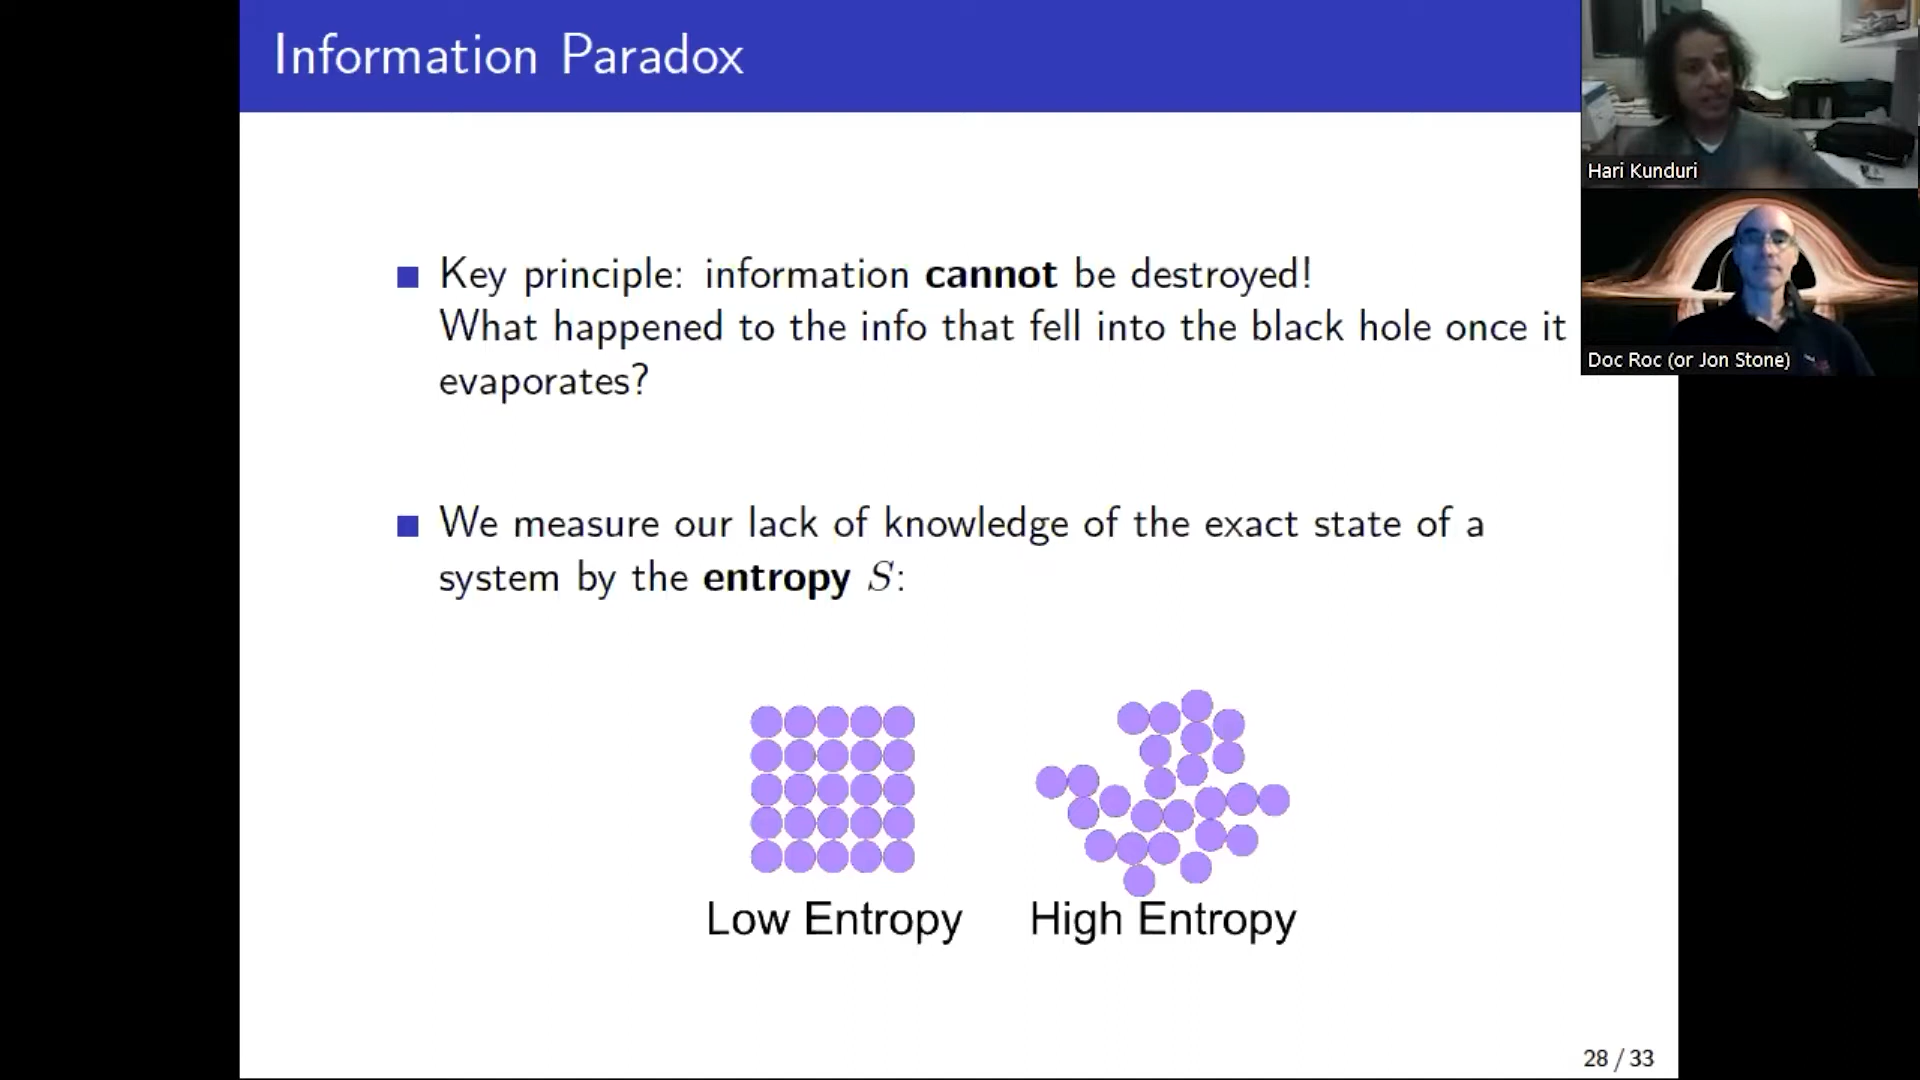 Information Paradox
Hari Kunduri
Doc Roc (or Jon Stone)
Key principle: information cannot be destroyed!
What happened to the info that fell into the black hole once it
evaporates?
We measure our lack of knowledge of the exact state of a
system by the entropy S:
Low Entropy
High Entropy
28 / 33